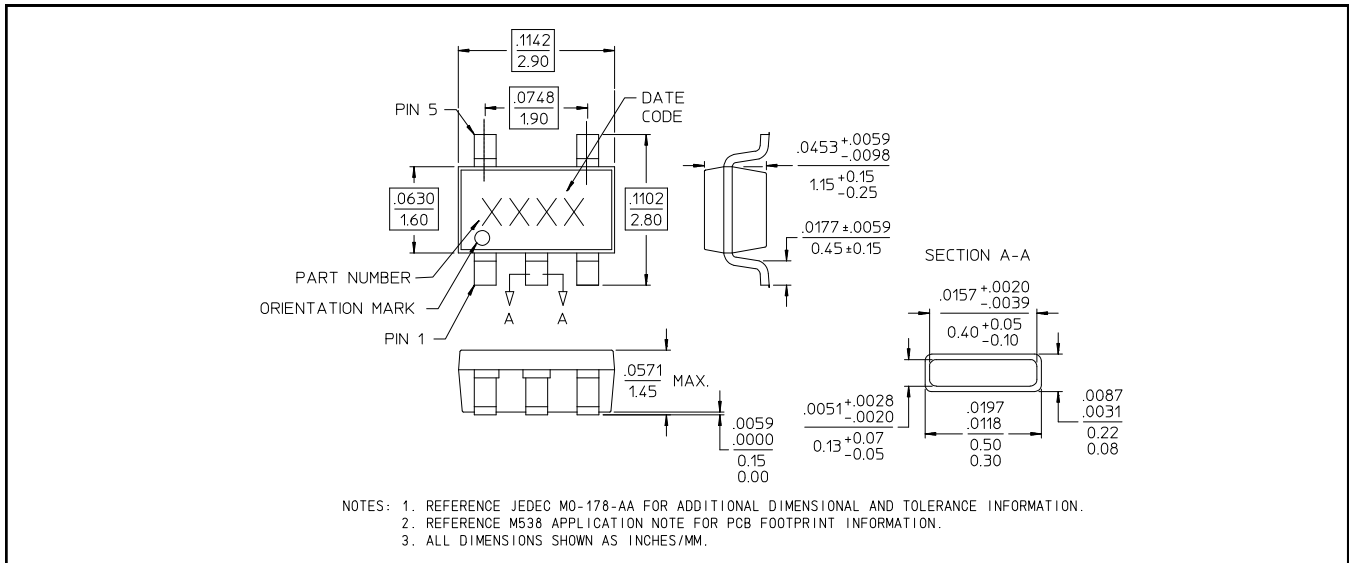 .1142
2.90
.0748
1.90
PIN 5
DATE
CODE
.0630
1.60
XXXX
.1102
2.80
PART NUMBER
ORIENTATION MARK
PIN 1
A A
.0453 +.0059
-.0098
1.15 +0.15
-0.25
.0177 ±.0059
0.45 ±0.15
.0571
1.45
MAX.
.0059
.0000
0.15
0.00
SECTION A-A
.0157 +.0020
-.0039
0.40 +0.05
-0.10
.0051 +.0028
-.0020
0.13 +0.07
-0.05
.0197
.0118
0.50
0.30
.0087
.0031
0.22
0.08
NOTES: 1. REFERENCE JEDEC MO-178-AA FOR ADDITIONAL DIMENSIONAL AND TOLERANCE INFORMATION.
2. REFERENCE M538 APPLICATION NOTE FOR PCB FOOTPRINT INFORMATION.
3. ALL DIMENSIONS SHOWN AS INCHES/MM.